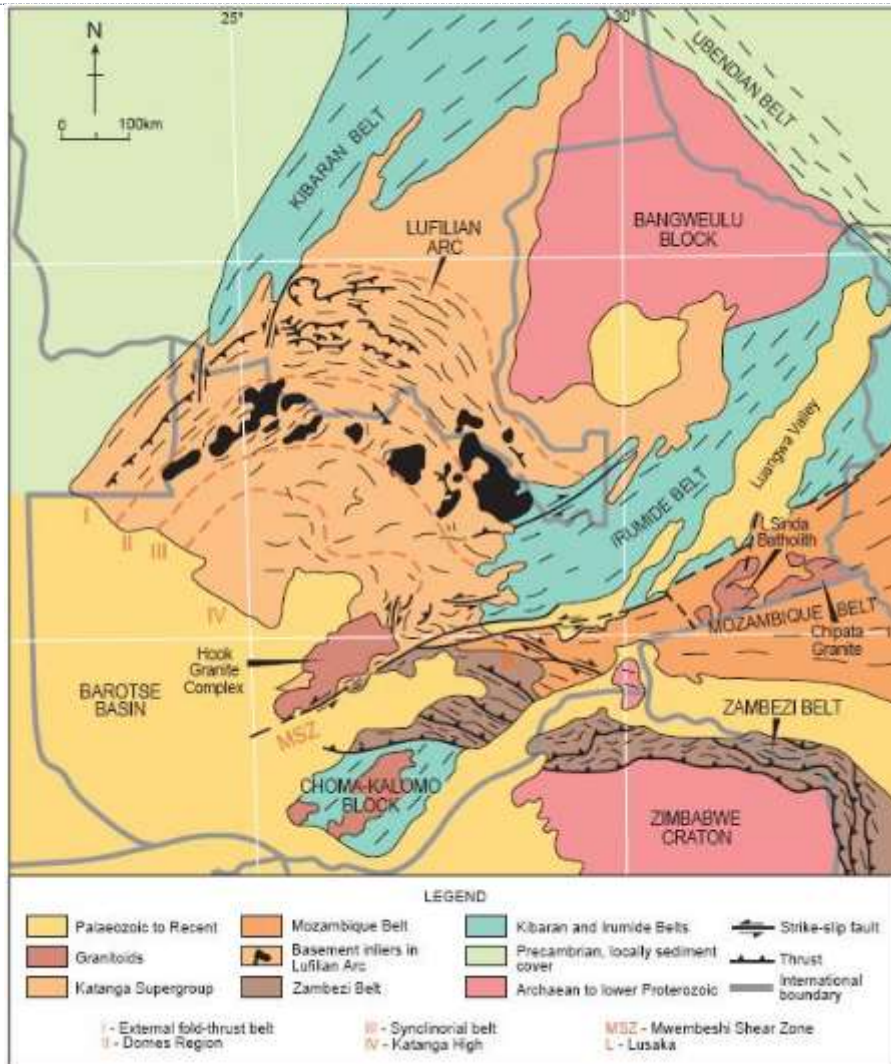 25°
30°
N
0 100km
KIBARAN BELT
UBENDIAN BELT
LUFILIAN
ARC
BANGWEULU
BLOCK
Luangwa Valley
IRUMIDE BELT
I
II
III
IV
Sinda
Batholith
MOZAMBIQUE BELT
Chipata
Granite
Hook
Granite
Complex
BAROTSE
BASIN
MSZ
ZAMBEZI BELT
CHOMA-KALOMO
BLOCK
ZIMBABWE
CRATON
LEGEND
Palaeozoic to Recent
Granitoids
Katanga Supergroup
Mozambique Belt
Basement inliers in
Lufilian Arc
Zambezi Belt
Kibaran and Irumide Belts
Precambrian, locally sediment
cover
Archaean to lower Proterozoic
Strike-slip fault
Thrust
International
boundary
I - External fold-thrust belt
II - Domes Region
III - Synclinorial belt
IV - Katanga High
MSZ - Mwembeshi Shear Zone
L - Lusaka